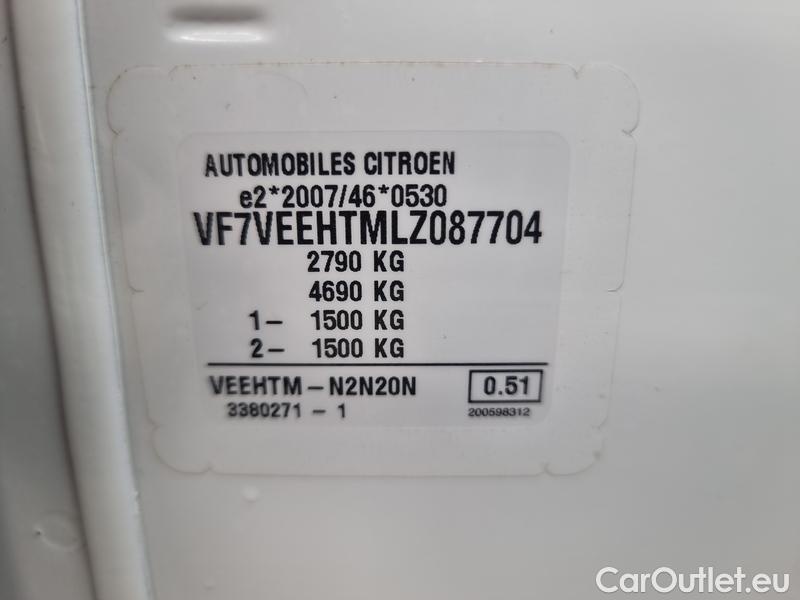 AUTOMOBILES CITROEN
e2*2007/46*0530
VF7VEEHTMLZ087704
2790 KG
4690 KG
1- 1500 KG
2- 1500 KG
VEEHTM - N2N20N 0.51
3380271 - 1 200598312
CarOutlet.eu